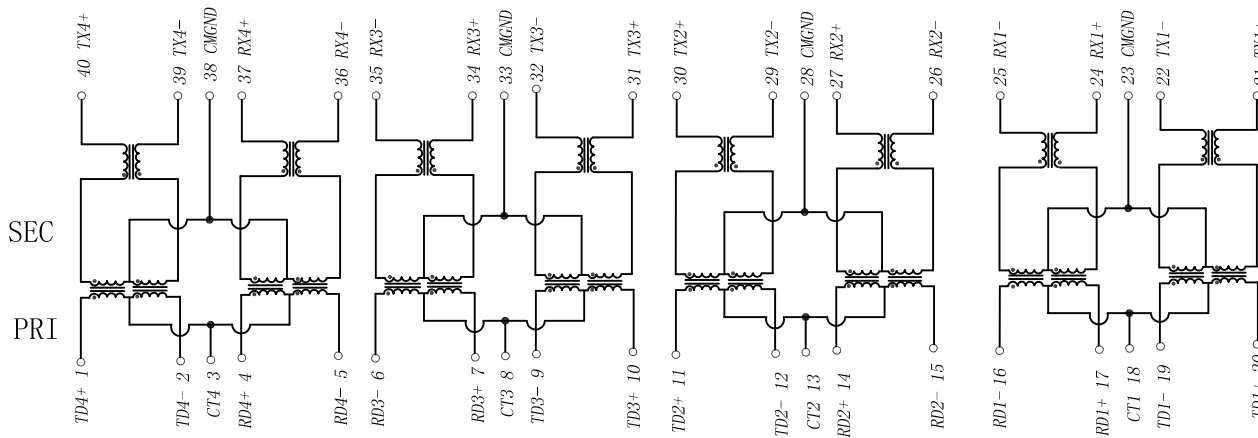 40 TX4+
39 TX4-
38 CMGND
37 RX4+
36 RX4-
35 RX3-
34 RX3+
33 CMGND
32 TX3-
31 TX3+
30 TX2+
29 TX2-
28 CMGND
27 RX2+
26 RX2-
25 RX1-
24 RX1+
23 CMGND
22 TX1-
21 TX1+
SEC
PRI
TD4+ 1
TD4- 2
CT4 3
RD4+ 4
RD4- 5
RD3- 6
RD3+ 7
CT3 8
TD3- 9
TD3+ 10
TD2+ 11
TD2- 12
CT2 13
RD2+ 14
RD2- 15
RD1- 16
RD1+ 17
CT1 18
TD1- 19
TD1+ 20